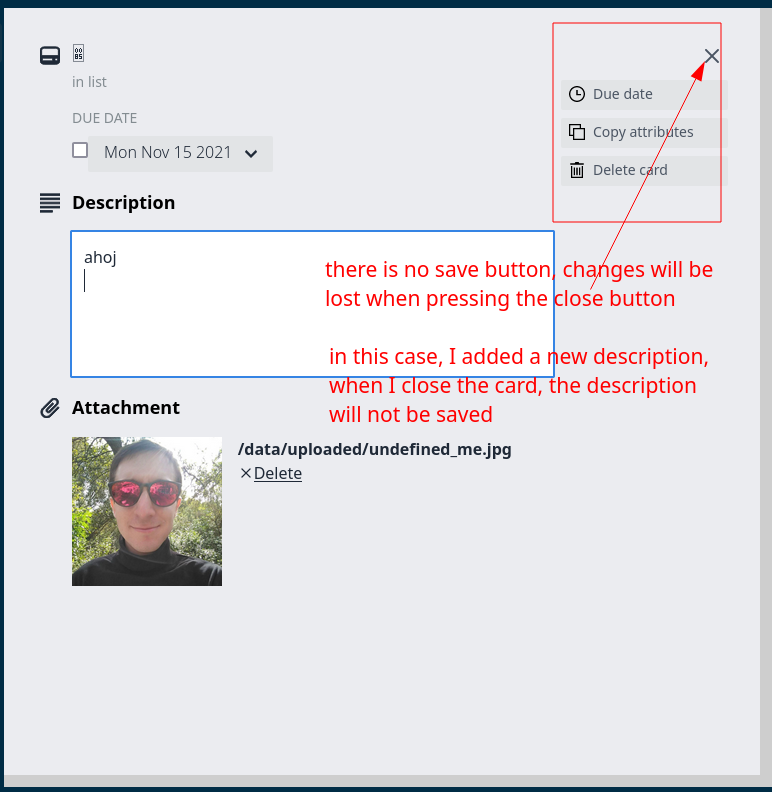 in list
DUE DATE
Mon Nov 15 2021
Due date
Copy attributes
Delete card
Description
ahoj
there is no save button, changes will be
lost when pressing the close button
in this case, I added a new description,
when I close the card, the description
will not be saved
Attachment
/data/uploaded/undefined_me.jpg
Delete